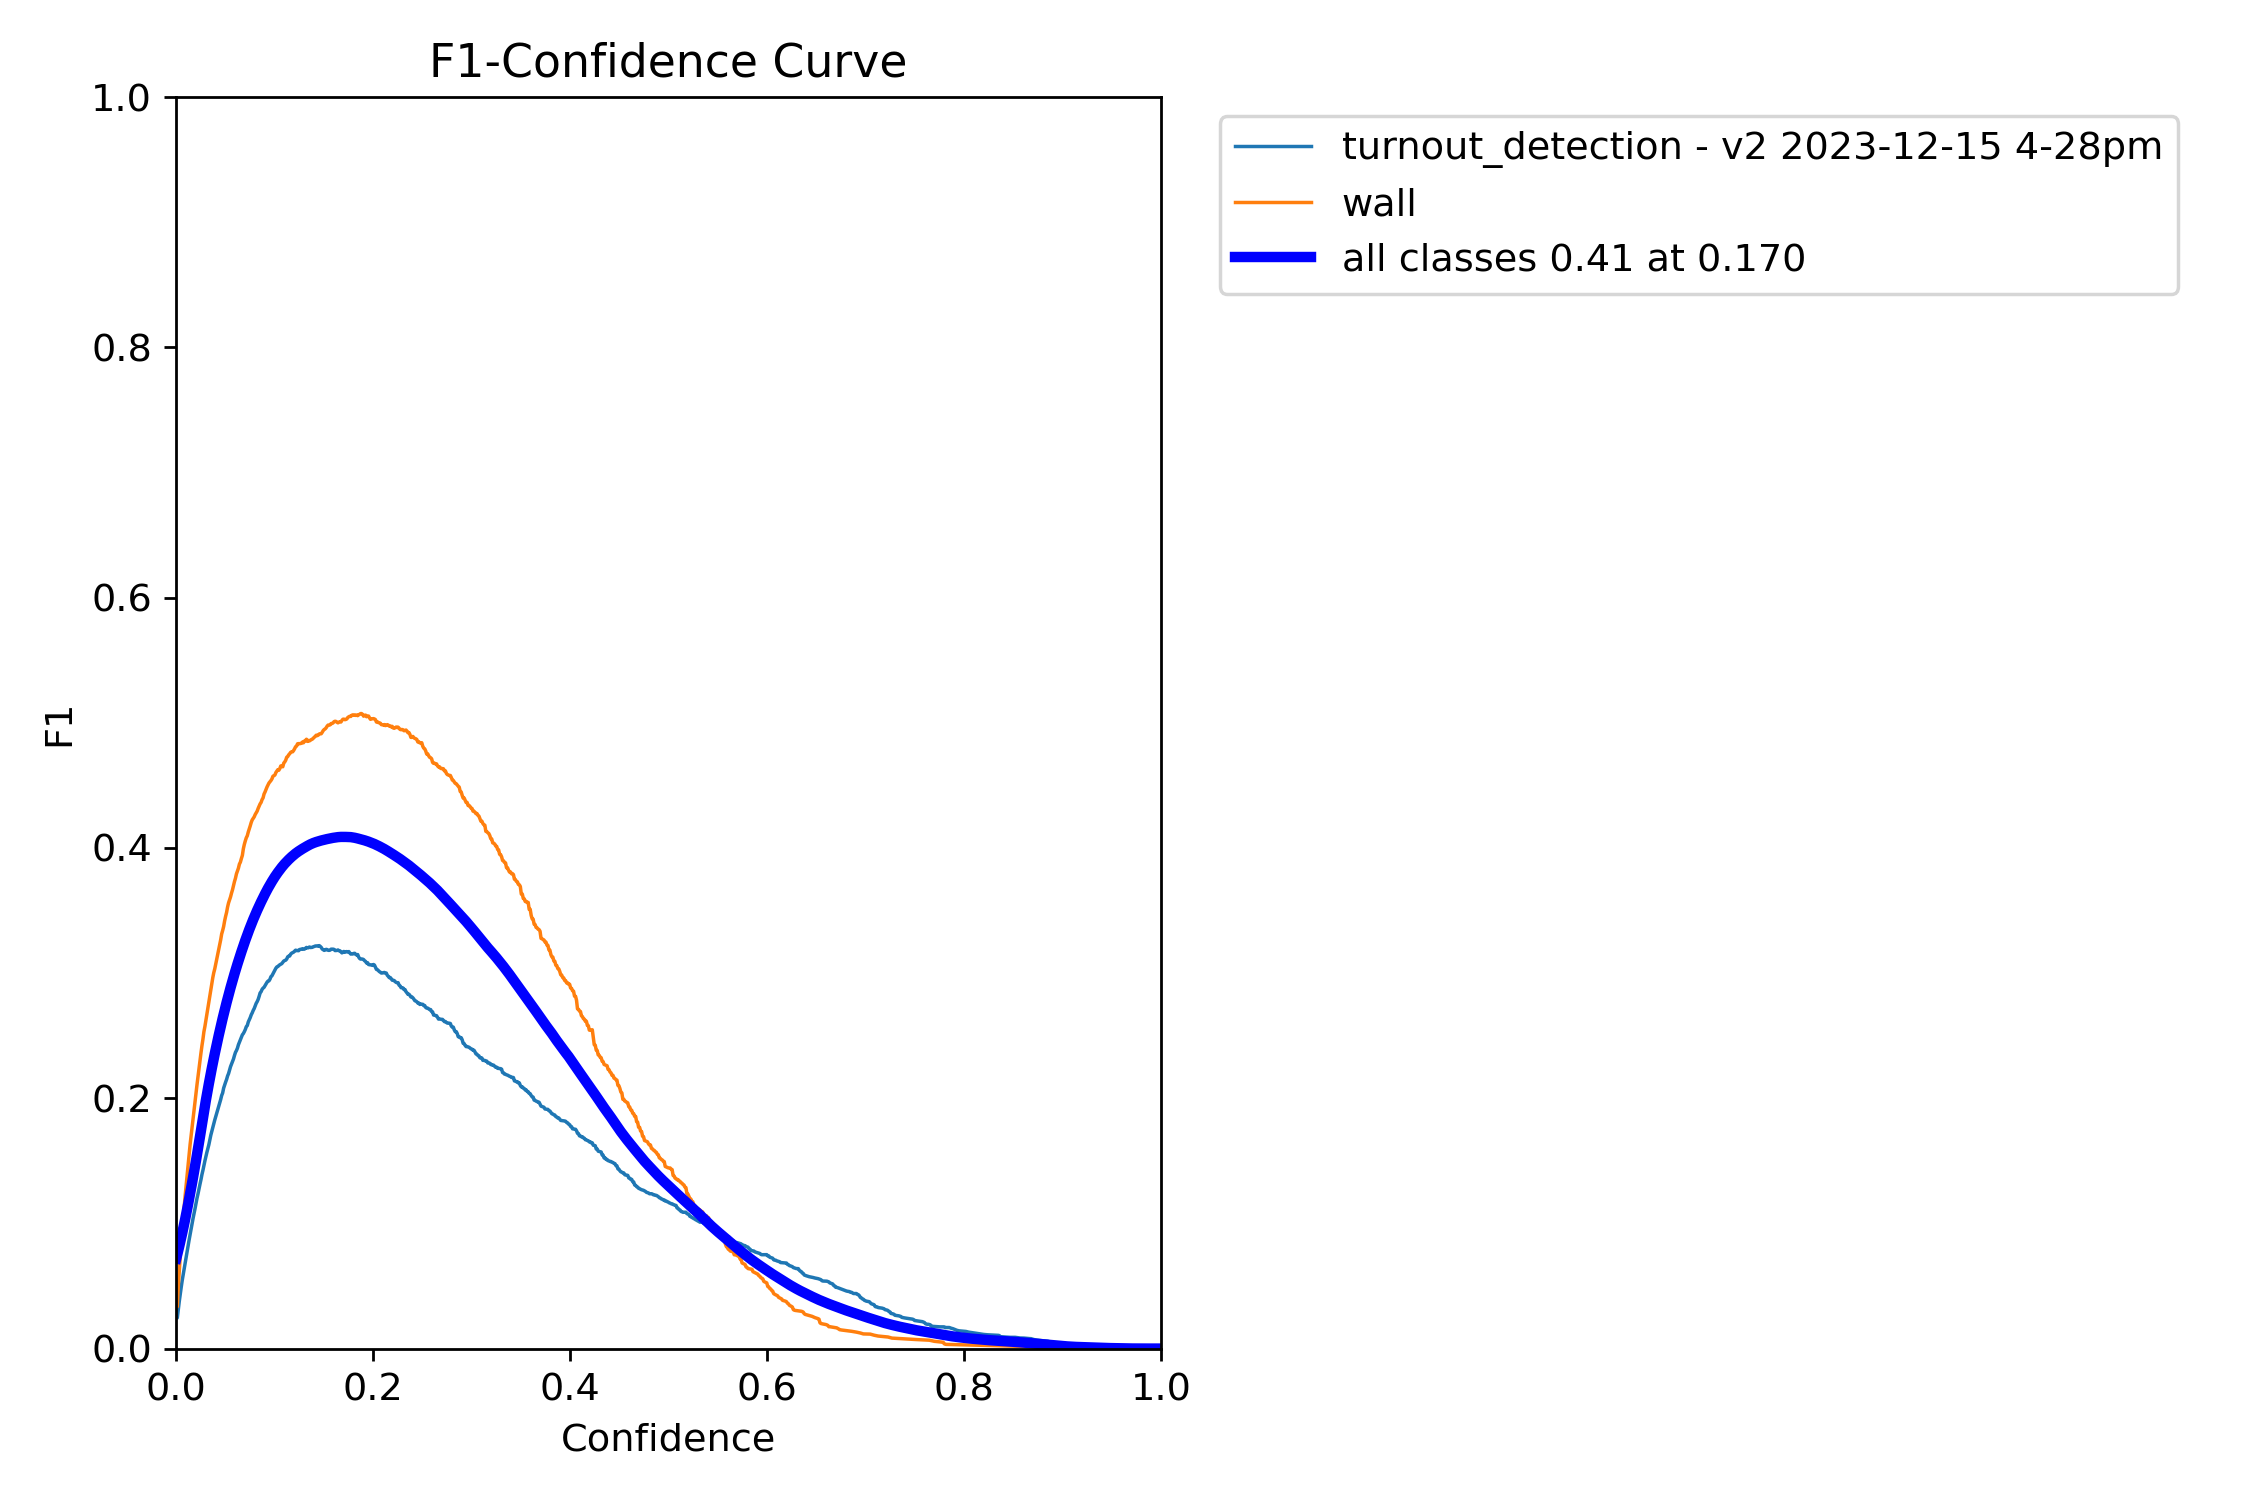 F1-Confidence Curve
1.0
0.8
0.6
0.4
0.2
0.0
F1
0.0 0.2 0.4 0.6 0.8 1.0
Confidence
turnout_detection - v2 2023-12-15 4-28pm
wall
all classes 0.41 at 0.170